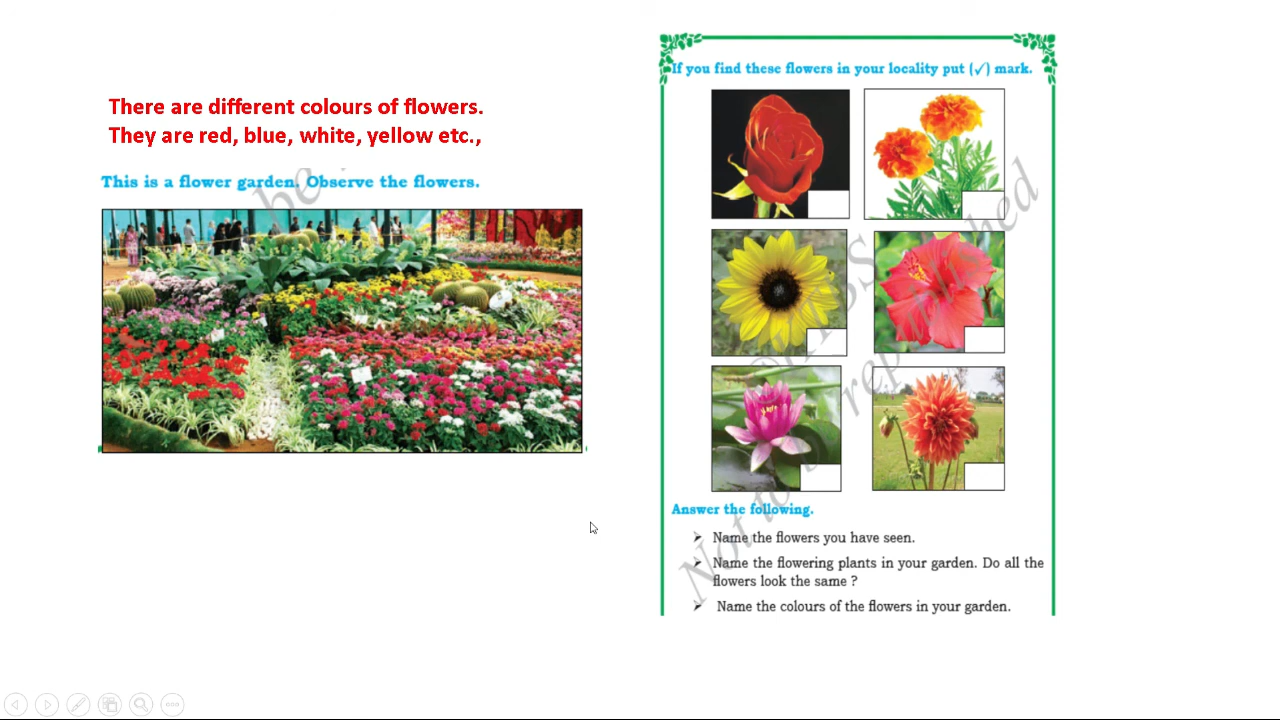 There are different colours of flowers.
They are red, blue, white, yellow etc.,
This is a flower garden. Observe the flowers.
If you find these flowers in your locality put (✓) mark.
Answer the following.
➤ Name the flowers you have seen.
➤ Name the flowering plants in your garden. Do all the
flowers look the same ?
➤ Name the colours of the flowers in your garden.